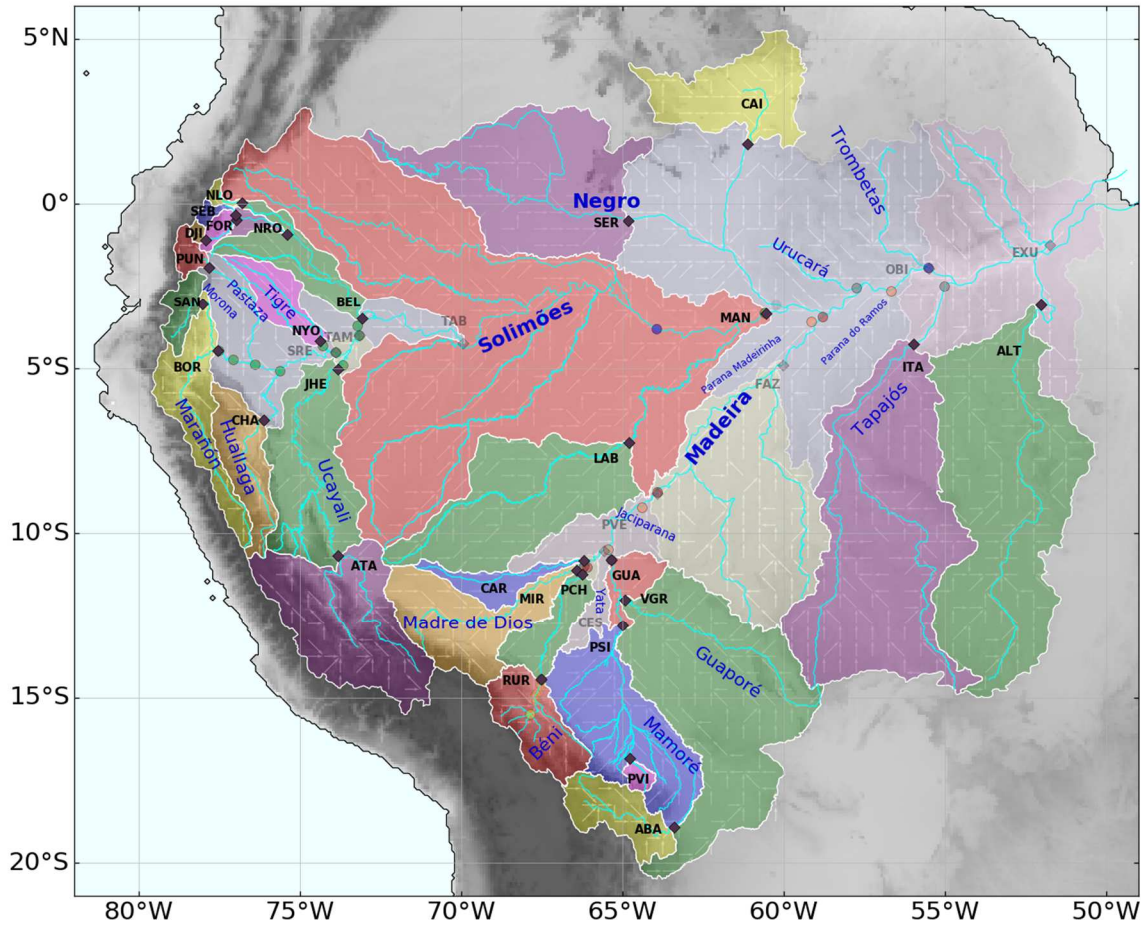 5°N
CAI
Trombetas
0°
NLO
SEB
FOR
DJI
NRO
Negro
SER
PUN
Urucará
OBI
EXU
SAN
Morona
Pastaza
Tigre
BEL
NYO
TAM
SRE
TAB
Solimões
MAN
Parana Madeirinha
Parana do Ramos
5°S
BOR
JHE
FAZ
ITA
ALT
Marañón
CHA
Huallaga
Ucayali
LAB
Madeira
Tapajós
10°S
PVE
Jaciparana
ATA
CAR
MIR
PCH
GUA
VGR
Yata
CES
Madre de Dios
PSI
Guaporé
15°S
RUR
Béni
Mamoré
PVI
ABA
20°S
80°W
75°W
70°W
65°W
60°W
55°W
50°W